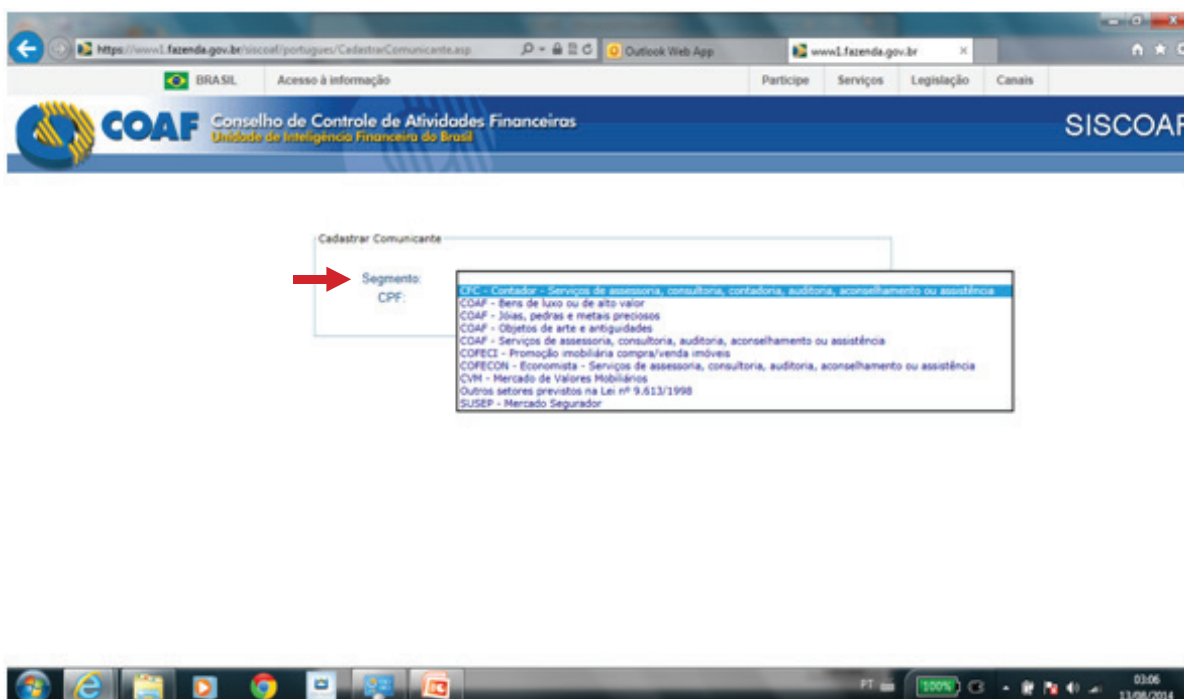 https://www1.fazenda.gov.br/siscoaf/portugues/CadastrarComunicante.asp
Outlook Web App
www1.fazenda.gov.br
BRASIL
Acesso à informação
Participe
Serviços
Legislação
Canais
COAF
Conselho de Controle de Atividades Financeiras
Unidade de Inteligência Financeira do Brasil
SISCOAF
Cadastrar Comunicante
Segmento:
CPF:
CFC - Contador - Serviços de assessoria, consultoria, contadoria, auditoria, aconselhamento ou assistência
COAF - Bens de luxo ou de alto valor
COAF - Jóias, pedras e metais preciosos
COAF - Objetos de arte e antiguidades
COAF - Serviços de assessoria, consultoria, auditoria, aconselhamento ou assistência
COFECI - Promoção imobiliária compra/venda imóveis
COFECON - Economista - Serviços de assessoria, consultoria, auditoria, aconselhamento ou assistência
CVM - Mercado de Valores Mobiliários
Outros setores previstos na Lei nº 9.613/1998
SUSEP - Mercado Segurador
PT
100%
03:06
13/08/2014